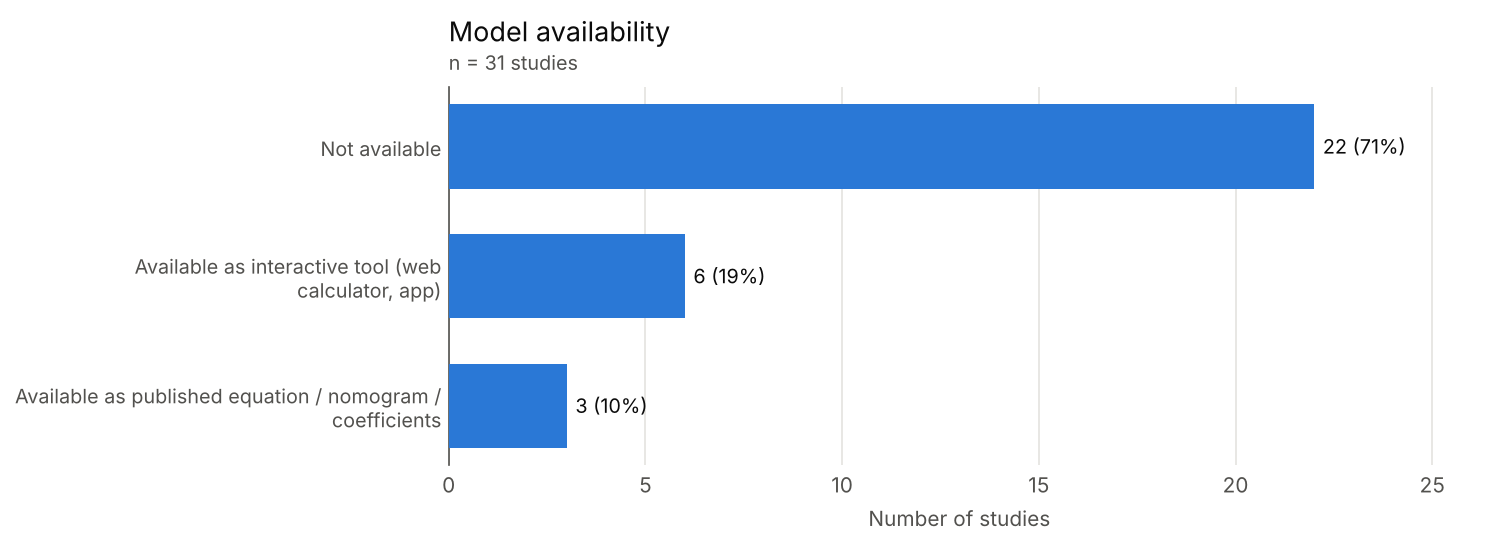 Model availability
n = 31 studies
Not available
22 (71%)
Available as interactive tool (web
calculator, app)
6 (19%)
Available as published equation / nomogram /
coefficients
3 (10%)
0 5 10 15 20 25
Number of studies